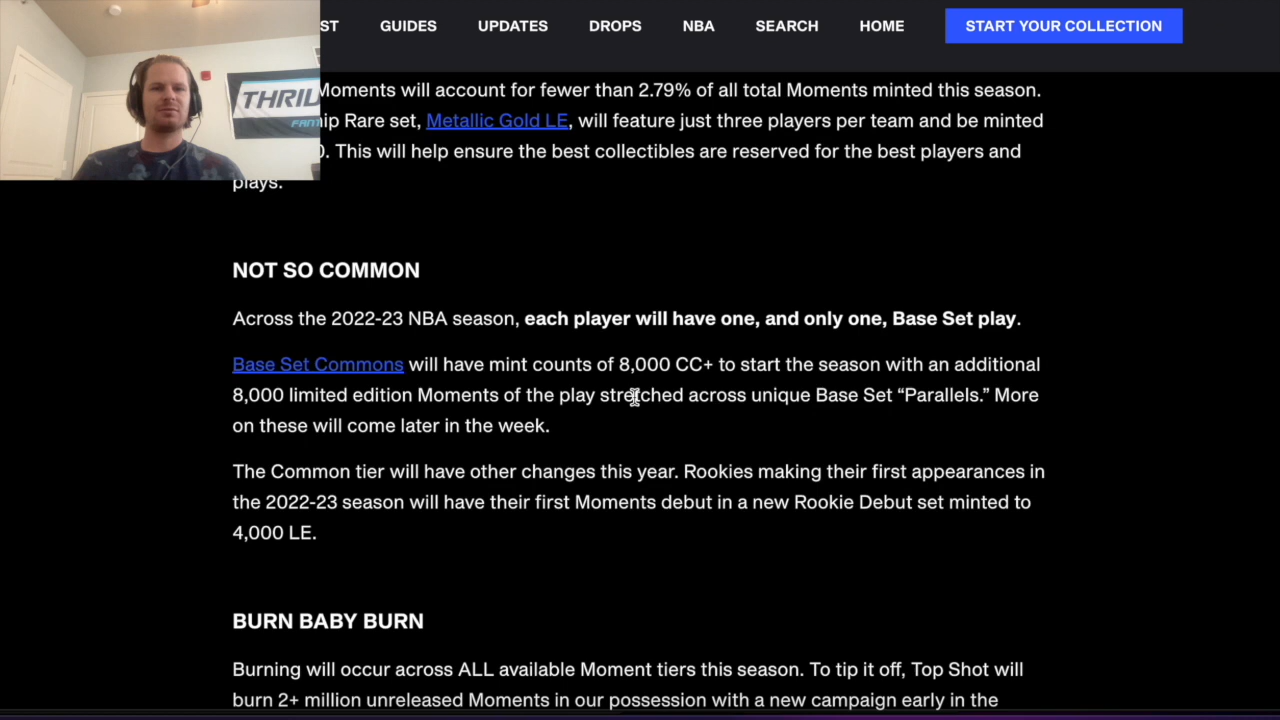 ST GUIDES UPDATES DROPS NBA SEARCH HOME START YOUR COLLECTION
THRIL
FANT
Moments will account for fewer than 2.79% of all total Moments minted this season.
ip Rare set, Metallic Gold LE, will feature just three players per team and be minted
. This will help ensure the best collectibles are reserved for the best players and
plays.
NOT SO COMMON
Across the 2022-23 NBA season, each player will have one, and only one, Base Set play.
Base Set Commons will have mint counts of 8,000 CC+ to start the season with an additional
8,000 limited edition Moments of the play stretched across unique Base Set “Parallels.” More
on these will come later in the week.
The Common tier will have other changes this year. Rookies making their first appearances in
the 2022-23 season will have their first Moments debut in a new Rookie Debut set minted to
4,000 LE.
BURN BABY BURN
Burning will occur across ALL available Moment tiers this season. To tip it off, Top Shot will
burn 2+ million unreleased Moments in our possession with a new campaign early in the